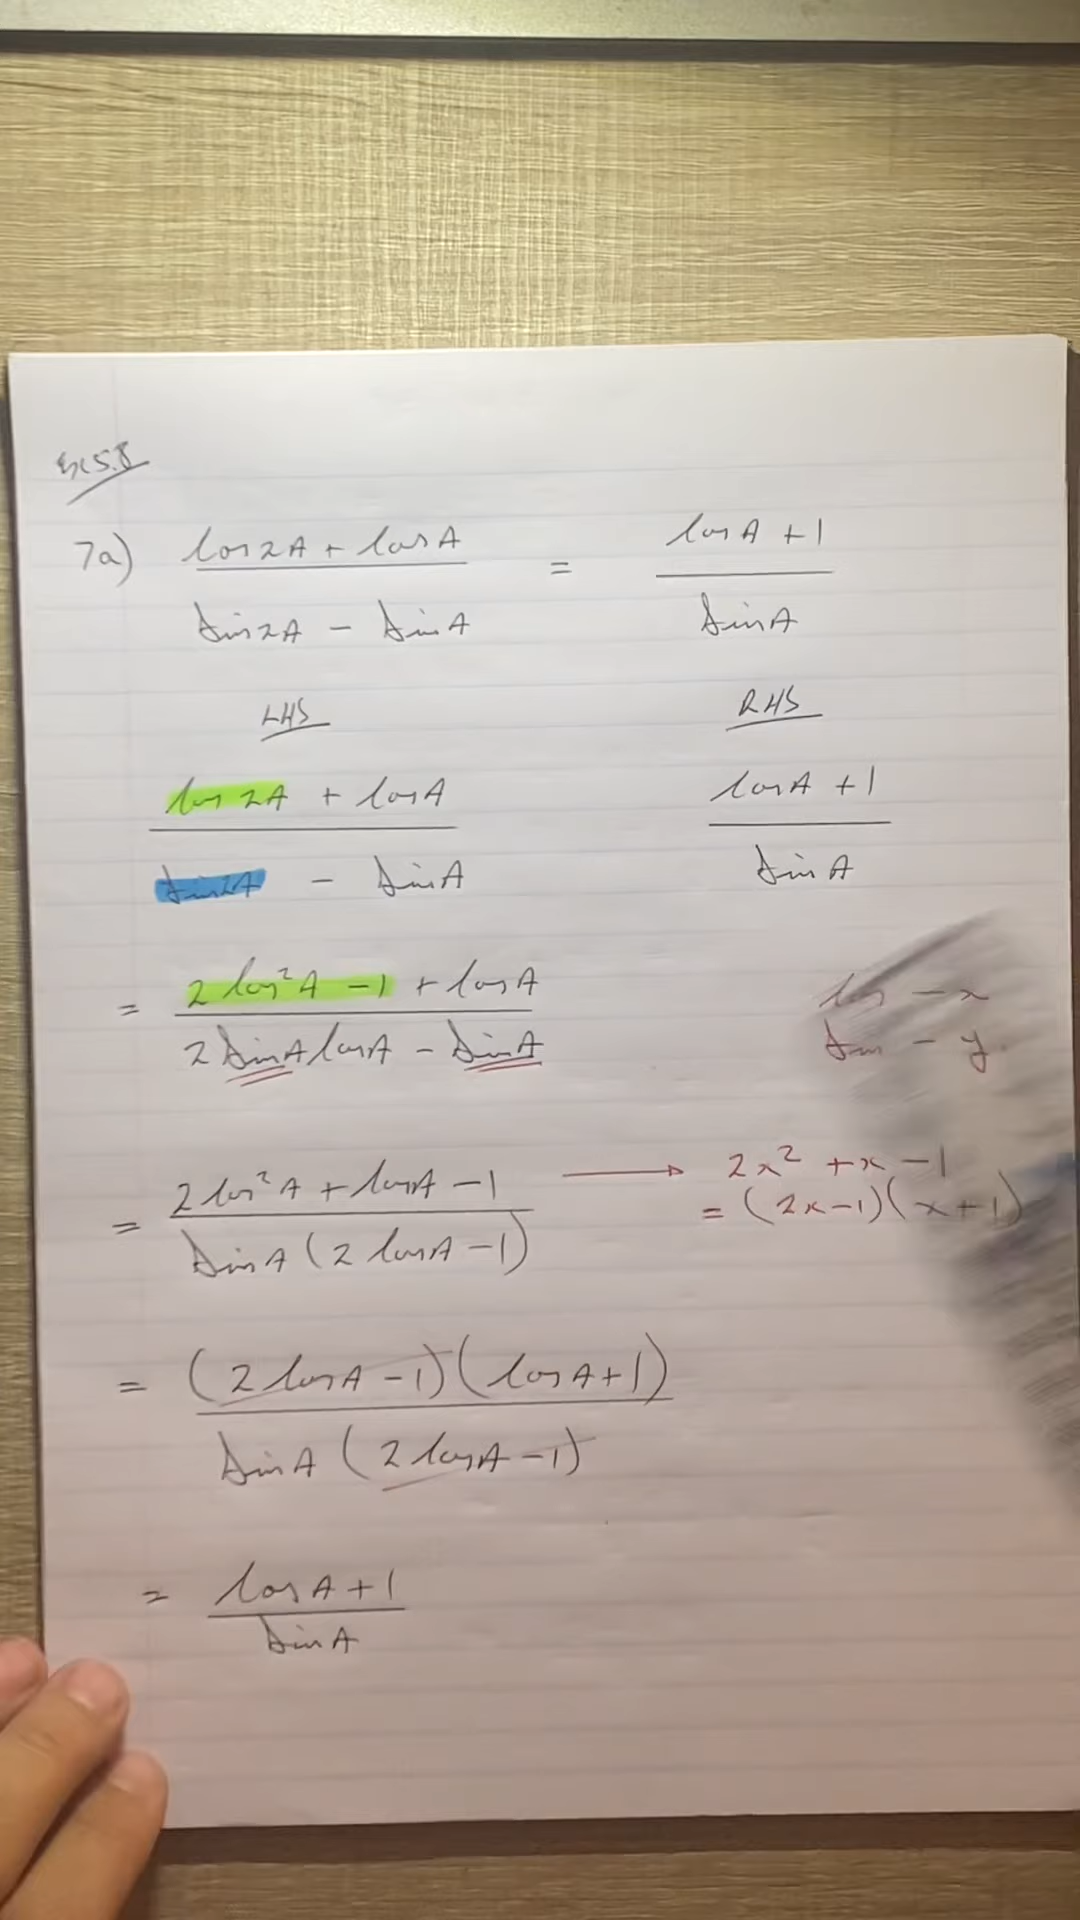 Ex 5.8
7a) cos2A + cosA / sin2A - sinA = cosA + 1 / sinA
LHS RHS
cos2A + cosA / sin2A - sinA cosA + 1 / sinA
= 2cos²A - 1 + cosA / 2sinAcosA - sinA cos - x
sin - y
= 2cos²A + cosA - 1 / sinA(2cosA - 1) → 2x² + x - 1
= (2x-1)(x+1)
= (2cosA - 1)(cosA + 1) / sinA(2cosA - 1)
= cosA + 1 / sinA